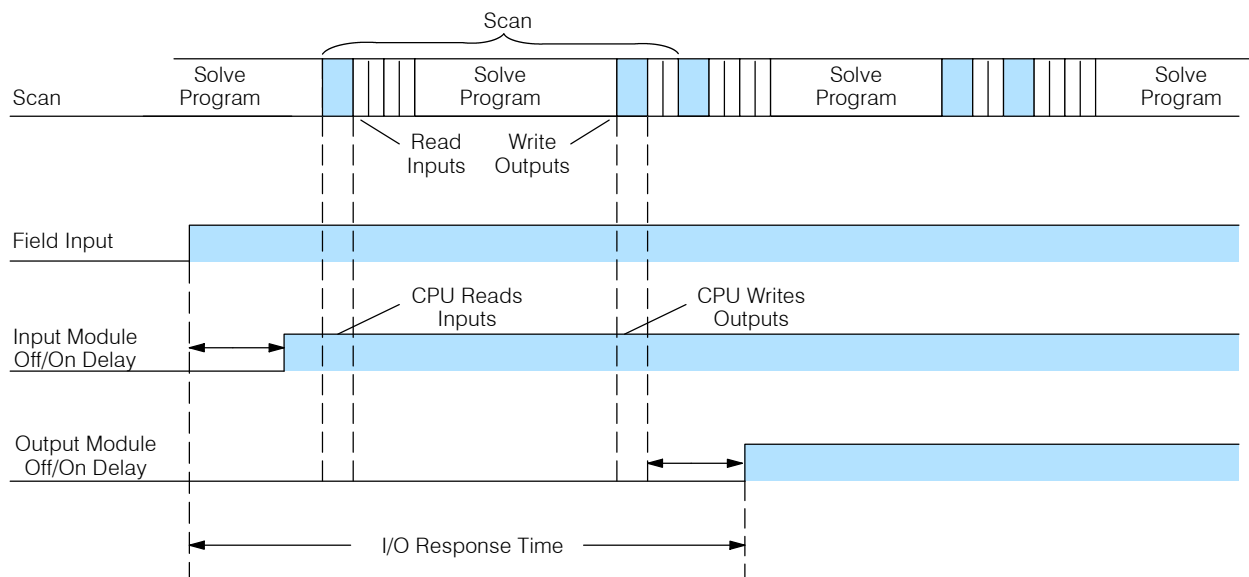 Scan
Scan
Solve
Program
Solve
Program
Solve
Program
Solve
Program
Read
Inputs
Write
Outputs
Field Input
CPU Reads
Inputs
CPU Writes
Outputs
Input Module
Off/On Delay
Output Module
Off/On Delay
I/O Response Time